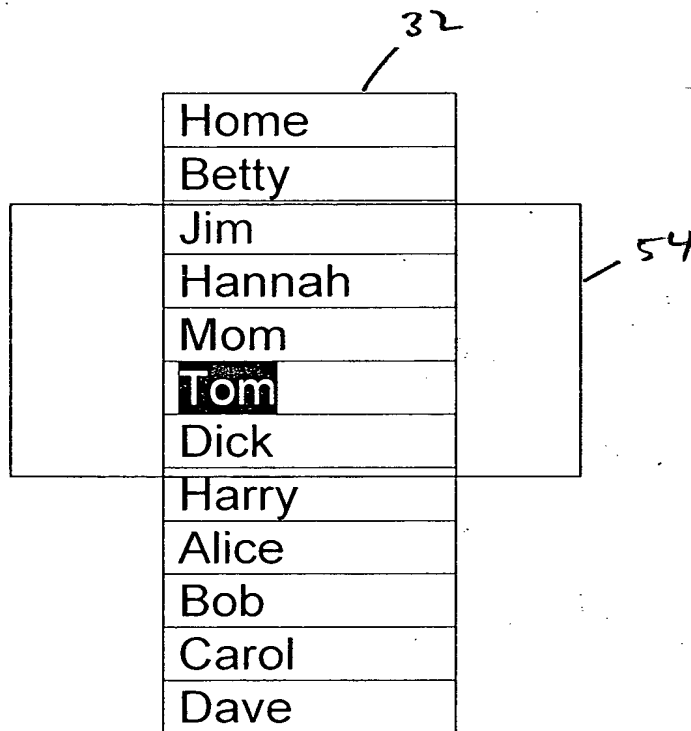 32
Home
Betty
Jim
54
Hannah
Mom
Tom
Dick
Harry
Alice
Bob
Carol
Dave